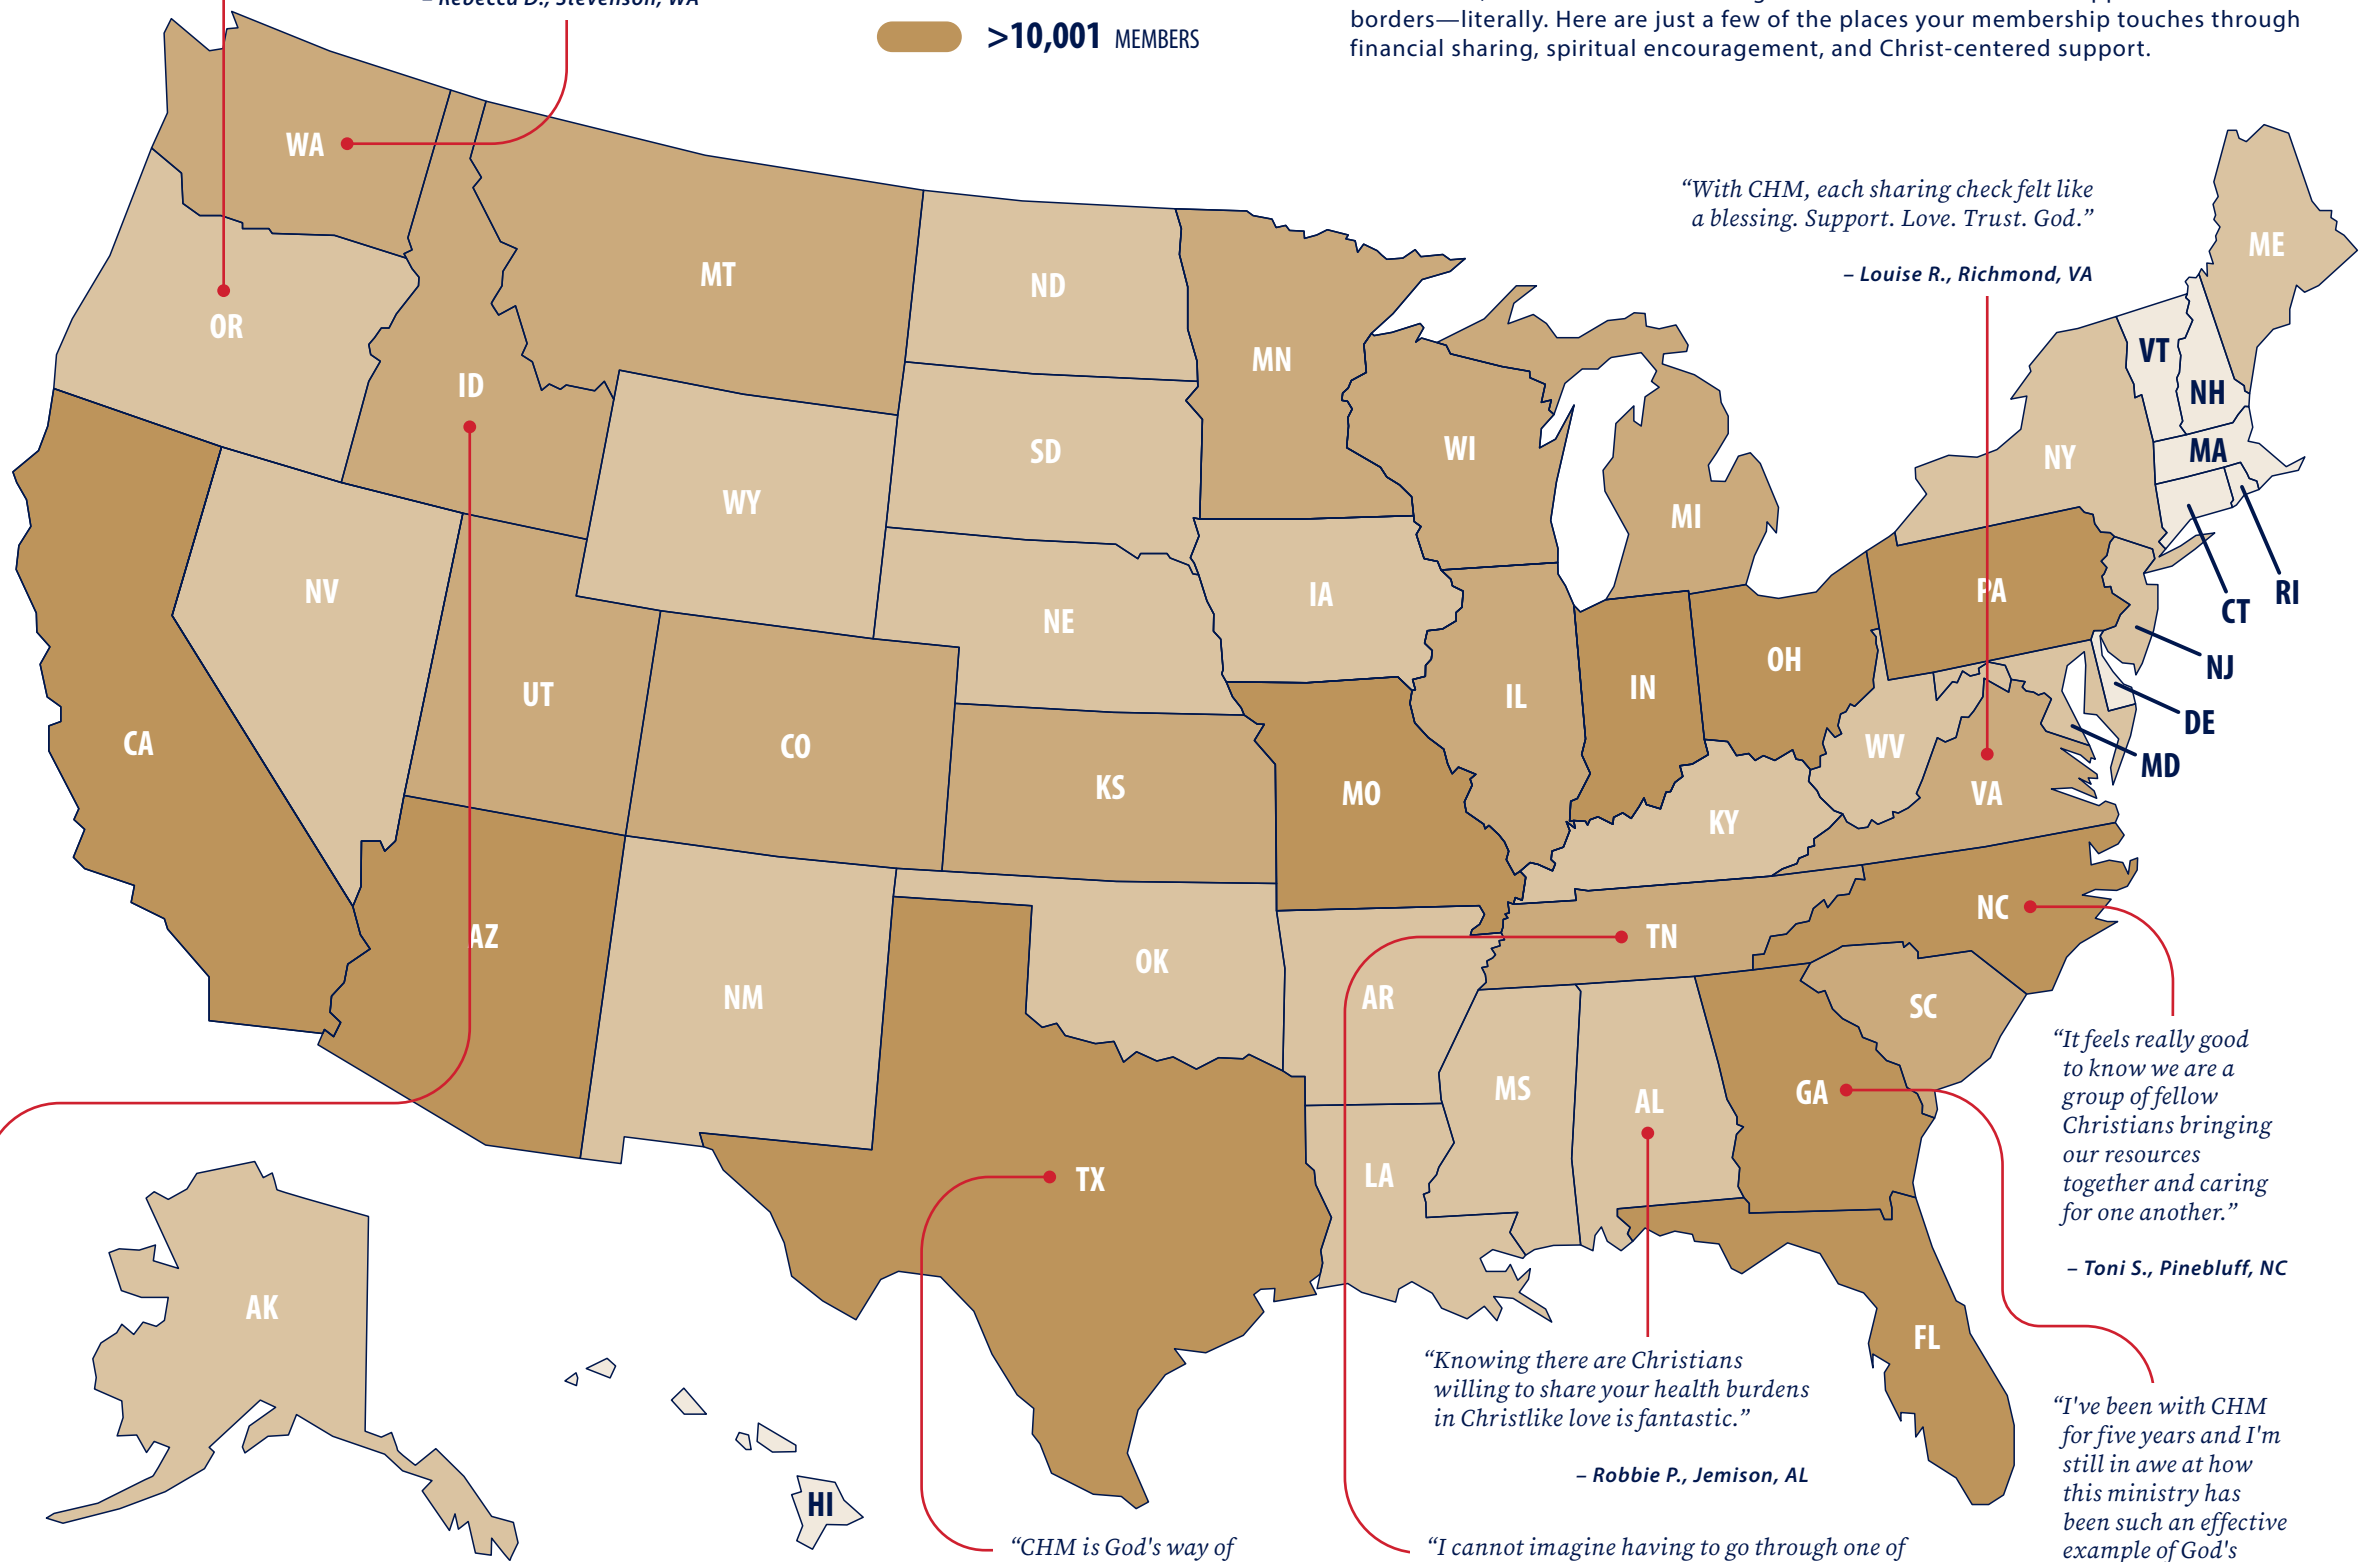 – Rebecca D., Stevenson, WA
>10,001 MEMBERS
borders—literally. Here are just a few of the places your membership touches through
financial sharing, spiritual encouragement, and Christ-centered support.
“With CHM, each sharing check felt like
a blessing. Support. Love. Trust. God.”
– Louise R., Richmond, VA
WA
OR
ID
MT
ND
MN
SD
WY
WI
MI
NY
ME
VT
NH
MA
RI
CT
NJ
DE
MD
PA
NV
UT
CO
NE
IA
IL
IN
OH
WV
VA
CA
KS
MO
KY
AZ
NM
OK
AR
TN
NC
SC
TX
LA
MS
AL
GA
FL
AK
HI
“It feels really good
to know we are a
group of fellow
Christians bringing
our resources
together and caring
for one another.”
– Toni S., Pinebluff, NC
“Knowing there are Christians
willing to share your health burdens
in Christlike love is fantastic.”
– Robbie P., Jemison, AL
“I've been with CHM
for five years and I'm
still in awe at how
this ministry has
been such an effective
example of God's
“CHM is God's way of
“I cannot imagine having to go through one of